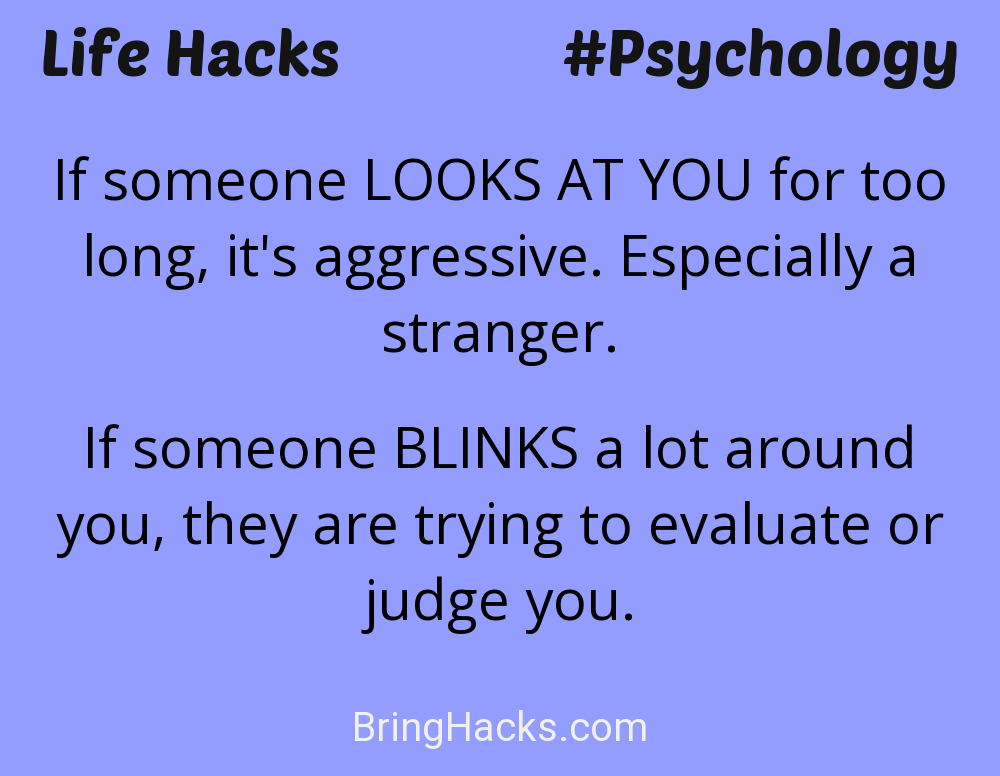 Life Hacks #Psychology
If someone LOOKS AT YOU for too
long, it's aggressive. Especially a
stranger.
If someone BLINKS a lot around
you, they are trying to evaluate or
judge you.
BringHacks.com